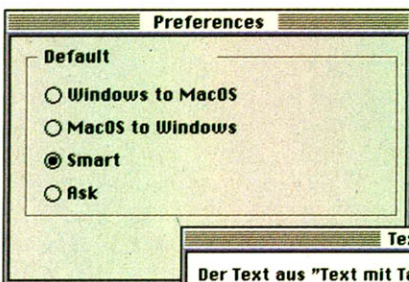 Preferences
Default
Windows to MacOS
MacOS to Windows
Smart
Ask
Der Text aus "Text mit